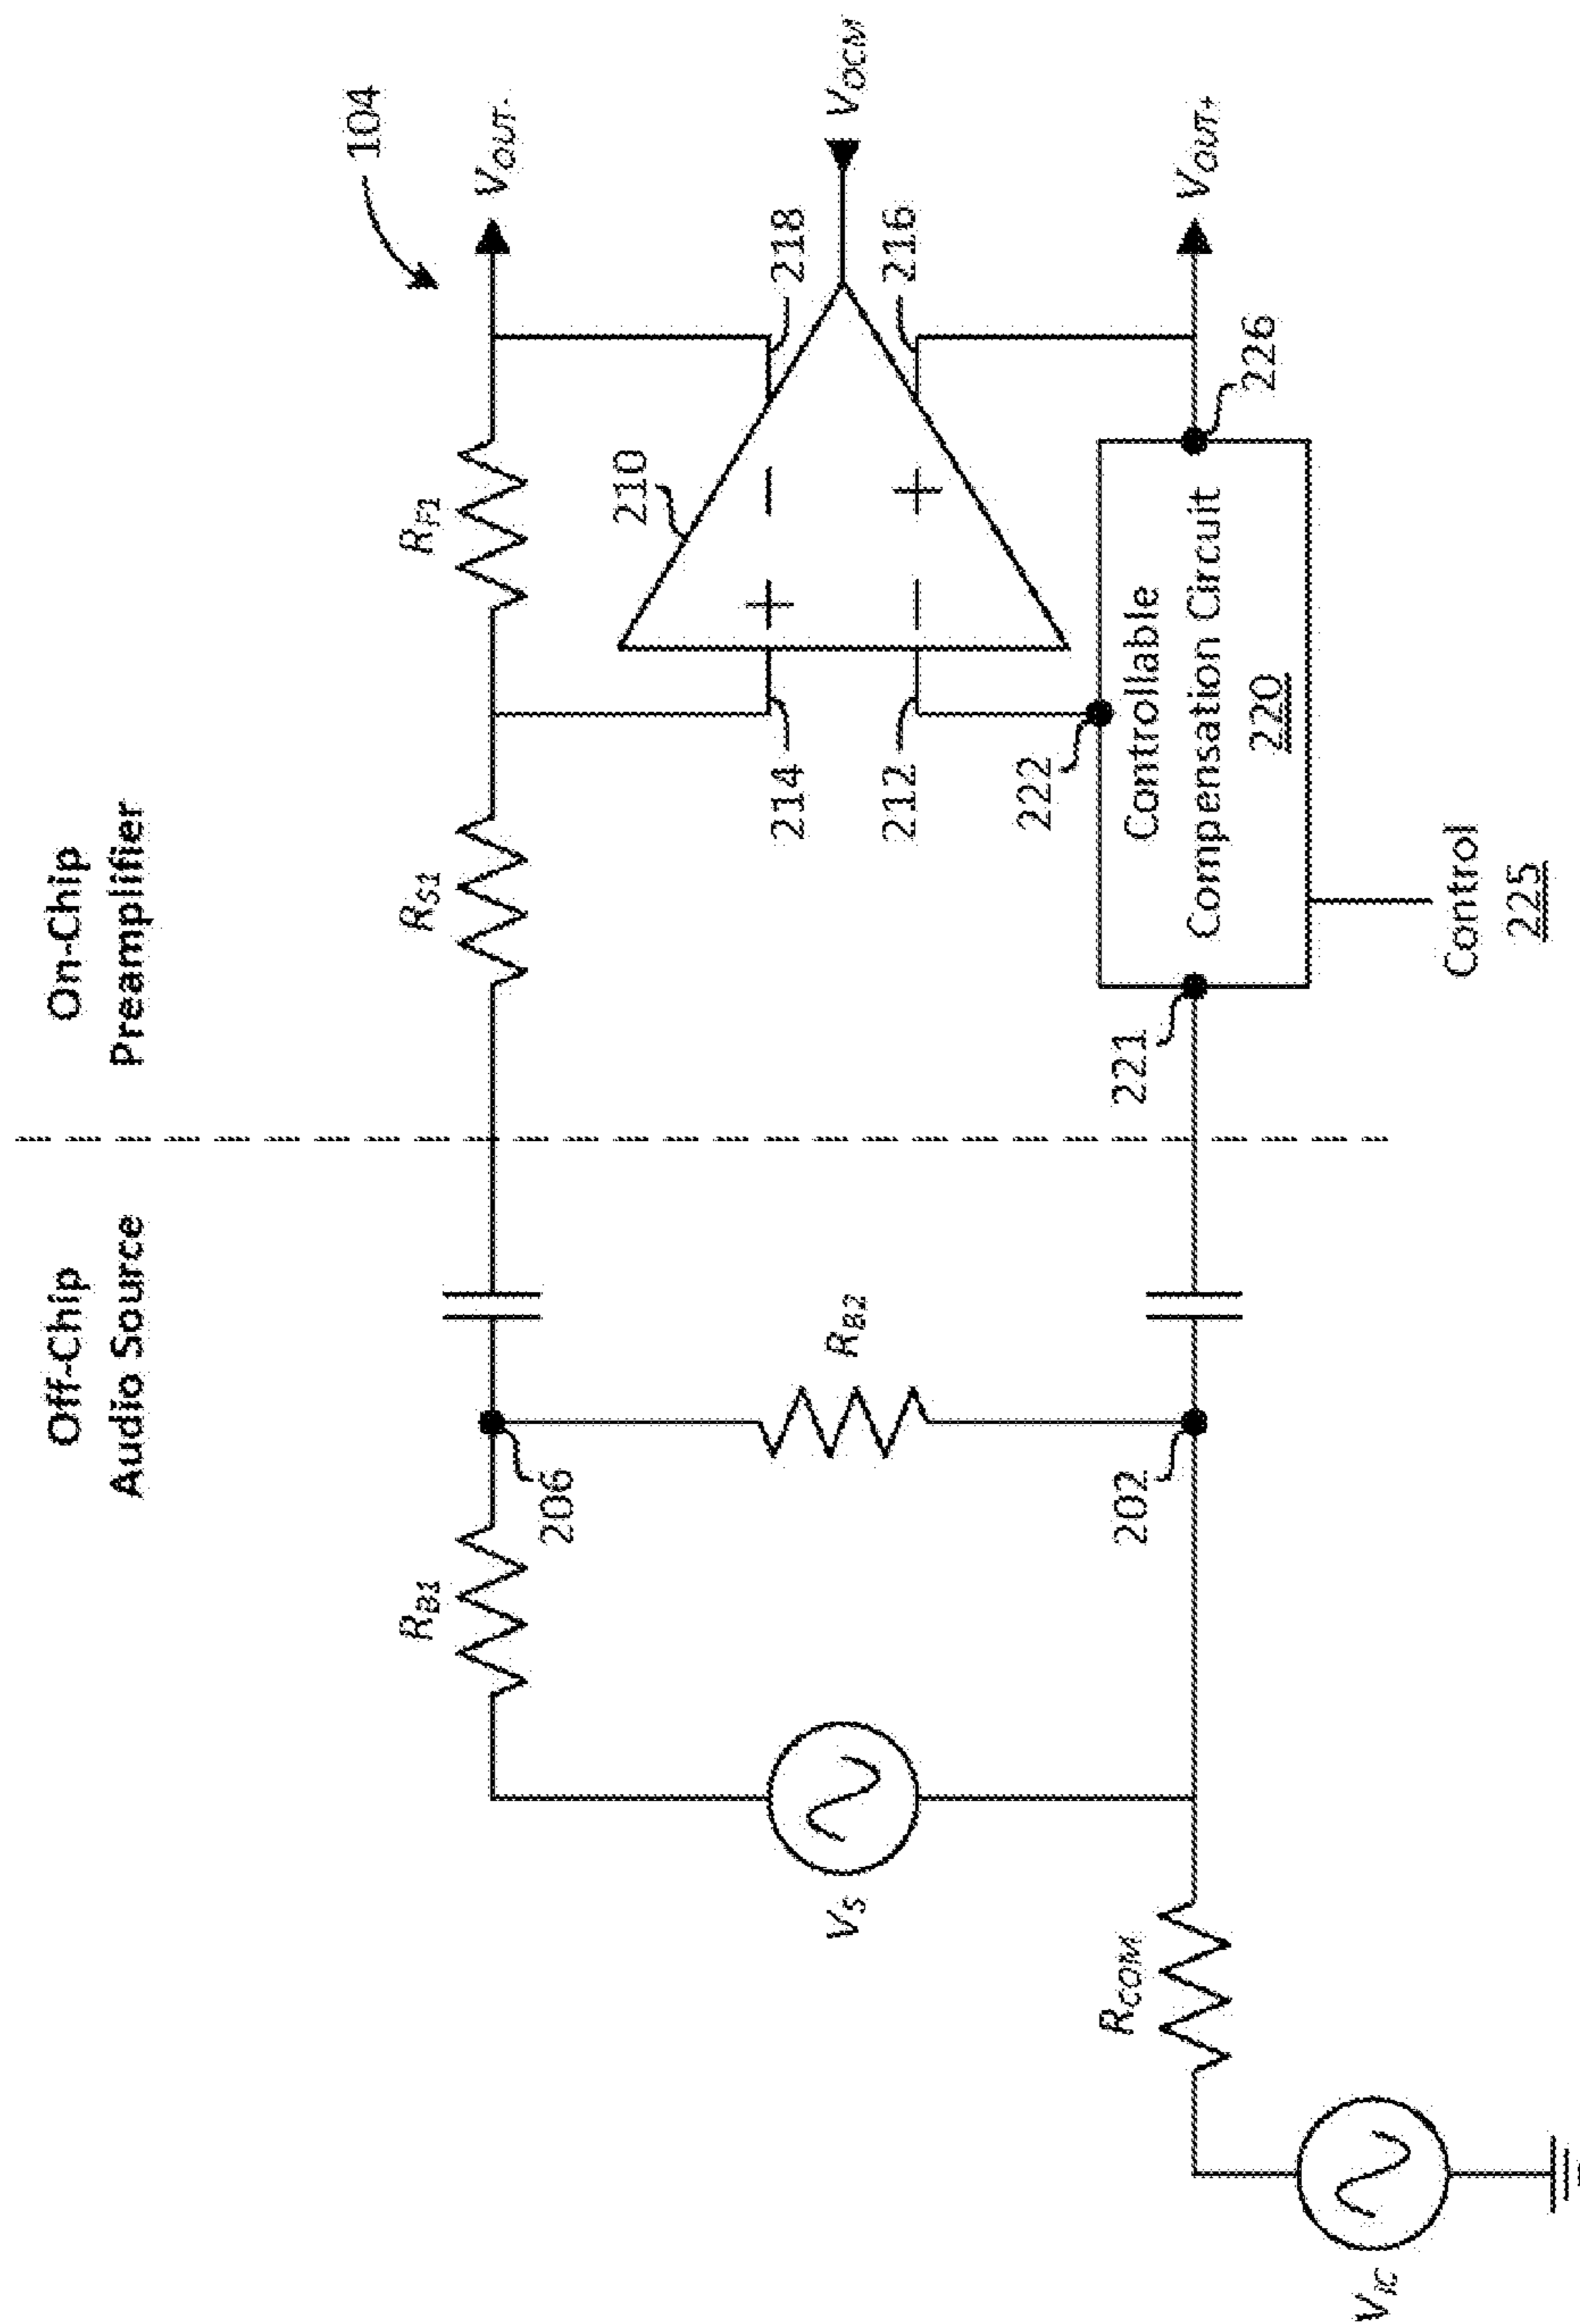 Off-Chip
Audio Source
On-Chip
Preamplifier
104
R_B1
R_S1
R_F1
V_OUT-
206
214
218
210
V_S
R_B2
V_OCM
+ −
− +
212
216
202
222
R_COM
221
Controllable
Compensation Circuit
220
226
V_OUT+
V_IC
Control
225